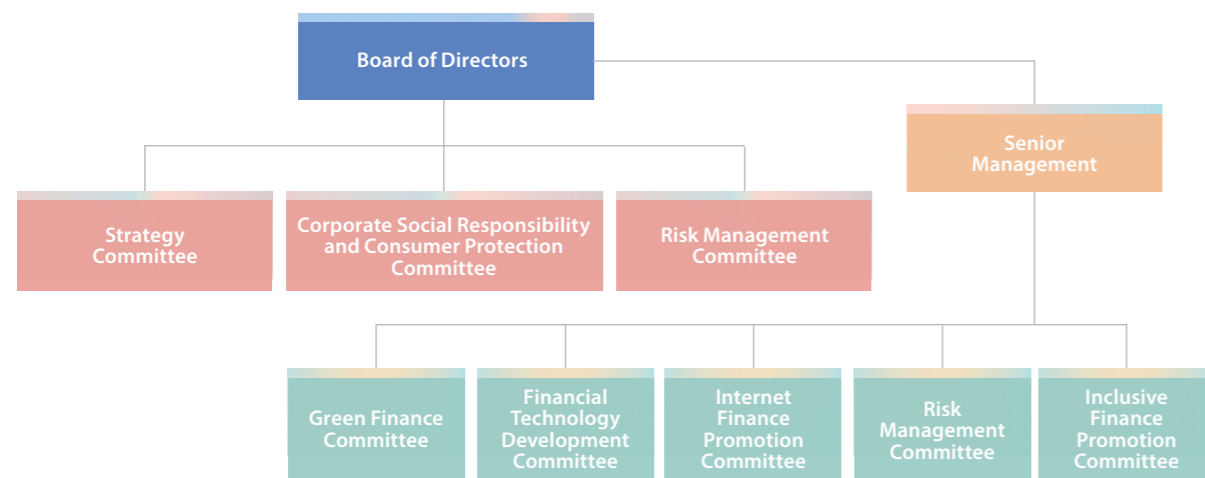 Board of Directors
Senior
Management
Strategy
Committee
Corporate Social Responsibility
and Consumer Protection
Committee
Risk Management
Committee
Green Finance
Committee
Financial
Technology
Development
Committee
Internet
Finance
Promotion
Committee
Risk
Management
Committee
Inclusive
Finance
Promotion
Committee